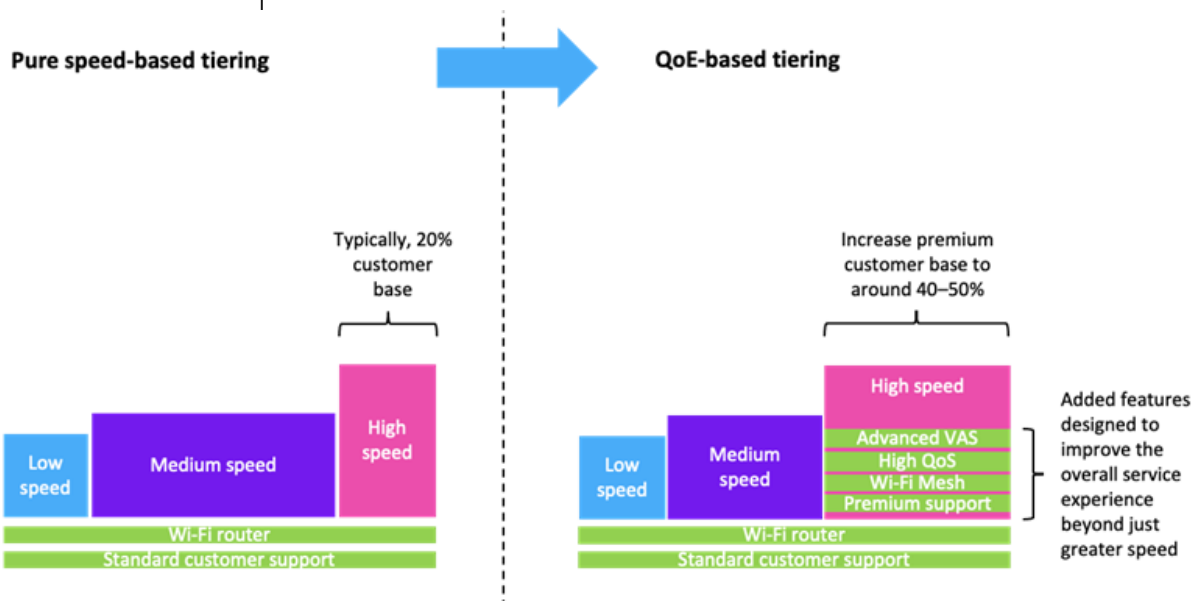 Pure speed-based tiering
QoE-based tiering
Typically, 20%
customer
base
Low
speed
Medium speed
High
speed
Wi-Fi router
Standard customer support
Increase premium
customer base to
around 40–50%
Low
speed
Medium
speed
High speed
Advanced VAS
High QoS
Wi-Fi Mesh
Premium support
Wi-Fi router
Standard customer support
Added features
designed to
improve the
overall service
experience
beyond just
greater speed